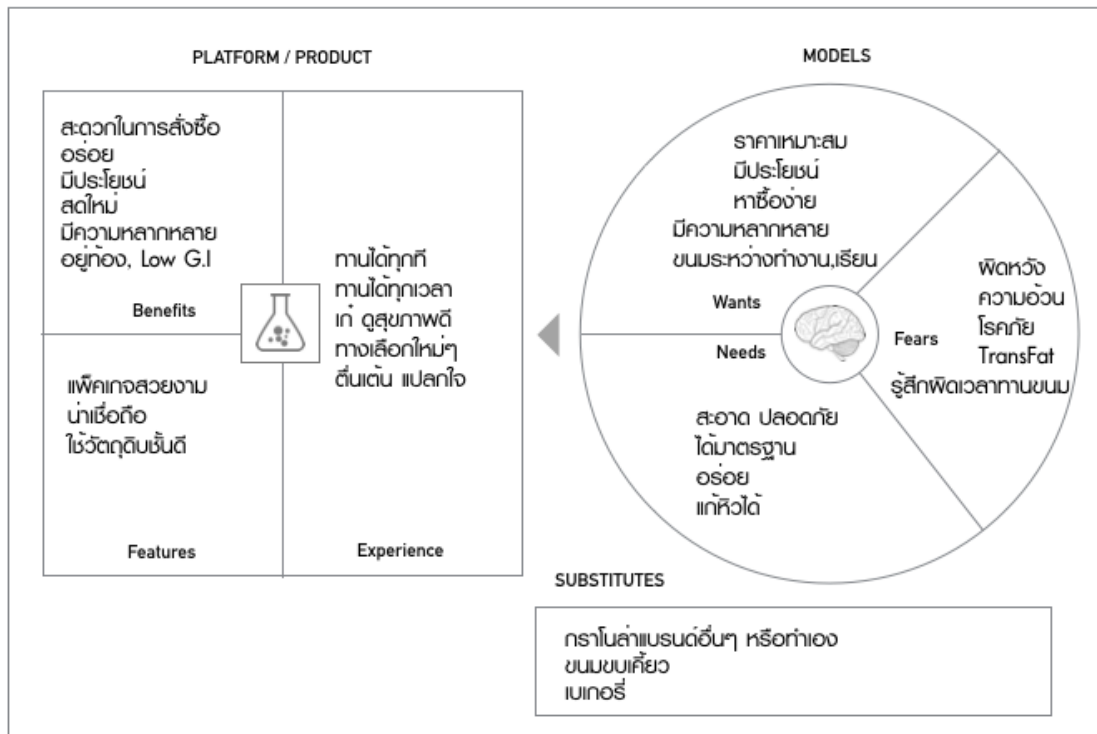 PLATFORM / PRODUCT
สะดวกในการสั่งซื้อ
อร่อย
มีประโยชน์
สดใหม่
มีความหลากหลาย
อยู่ท้อง, Low G.I
Benefits
แพ็คเกจสวยงาม
น่าเชื่อถือ
ใช้วัตถุดิบชั้นดี
Features
ทานได้ทุกที
ทานได้ทุกเวลา
เก๋ ดูสุขภาพดี
ทางเลือกใหม่ๆ
ตื่นเต้น แปลกใจ
Experience
MODELS
ราคาเหมาะสม
มีประโยชน์
หาซื้อง่าย
มีความหลากหลาย
ขนมระหว่างทำงาน,เรียน
Wants
Needs
สะอาด ปลอดภัย
ได้มาตรฐาน
อร่อย
แก้หิวได้
Fears
ผิดหวัง
ความอ้วน
โรคภัย
TransFat
รู้สึกผิดเวลาทานขนม
SUBSTITUTES
กราโนล่าแบรนด์อื่นๆ หรือทำเอง
ขนมขบเคี้ยว
เบเกอรี่